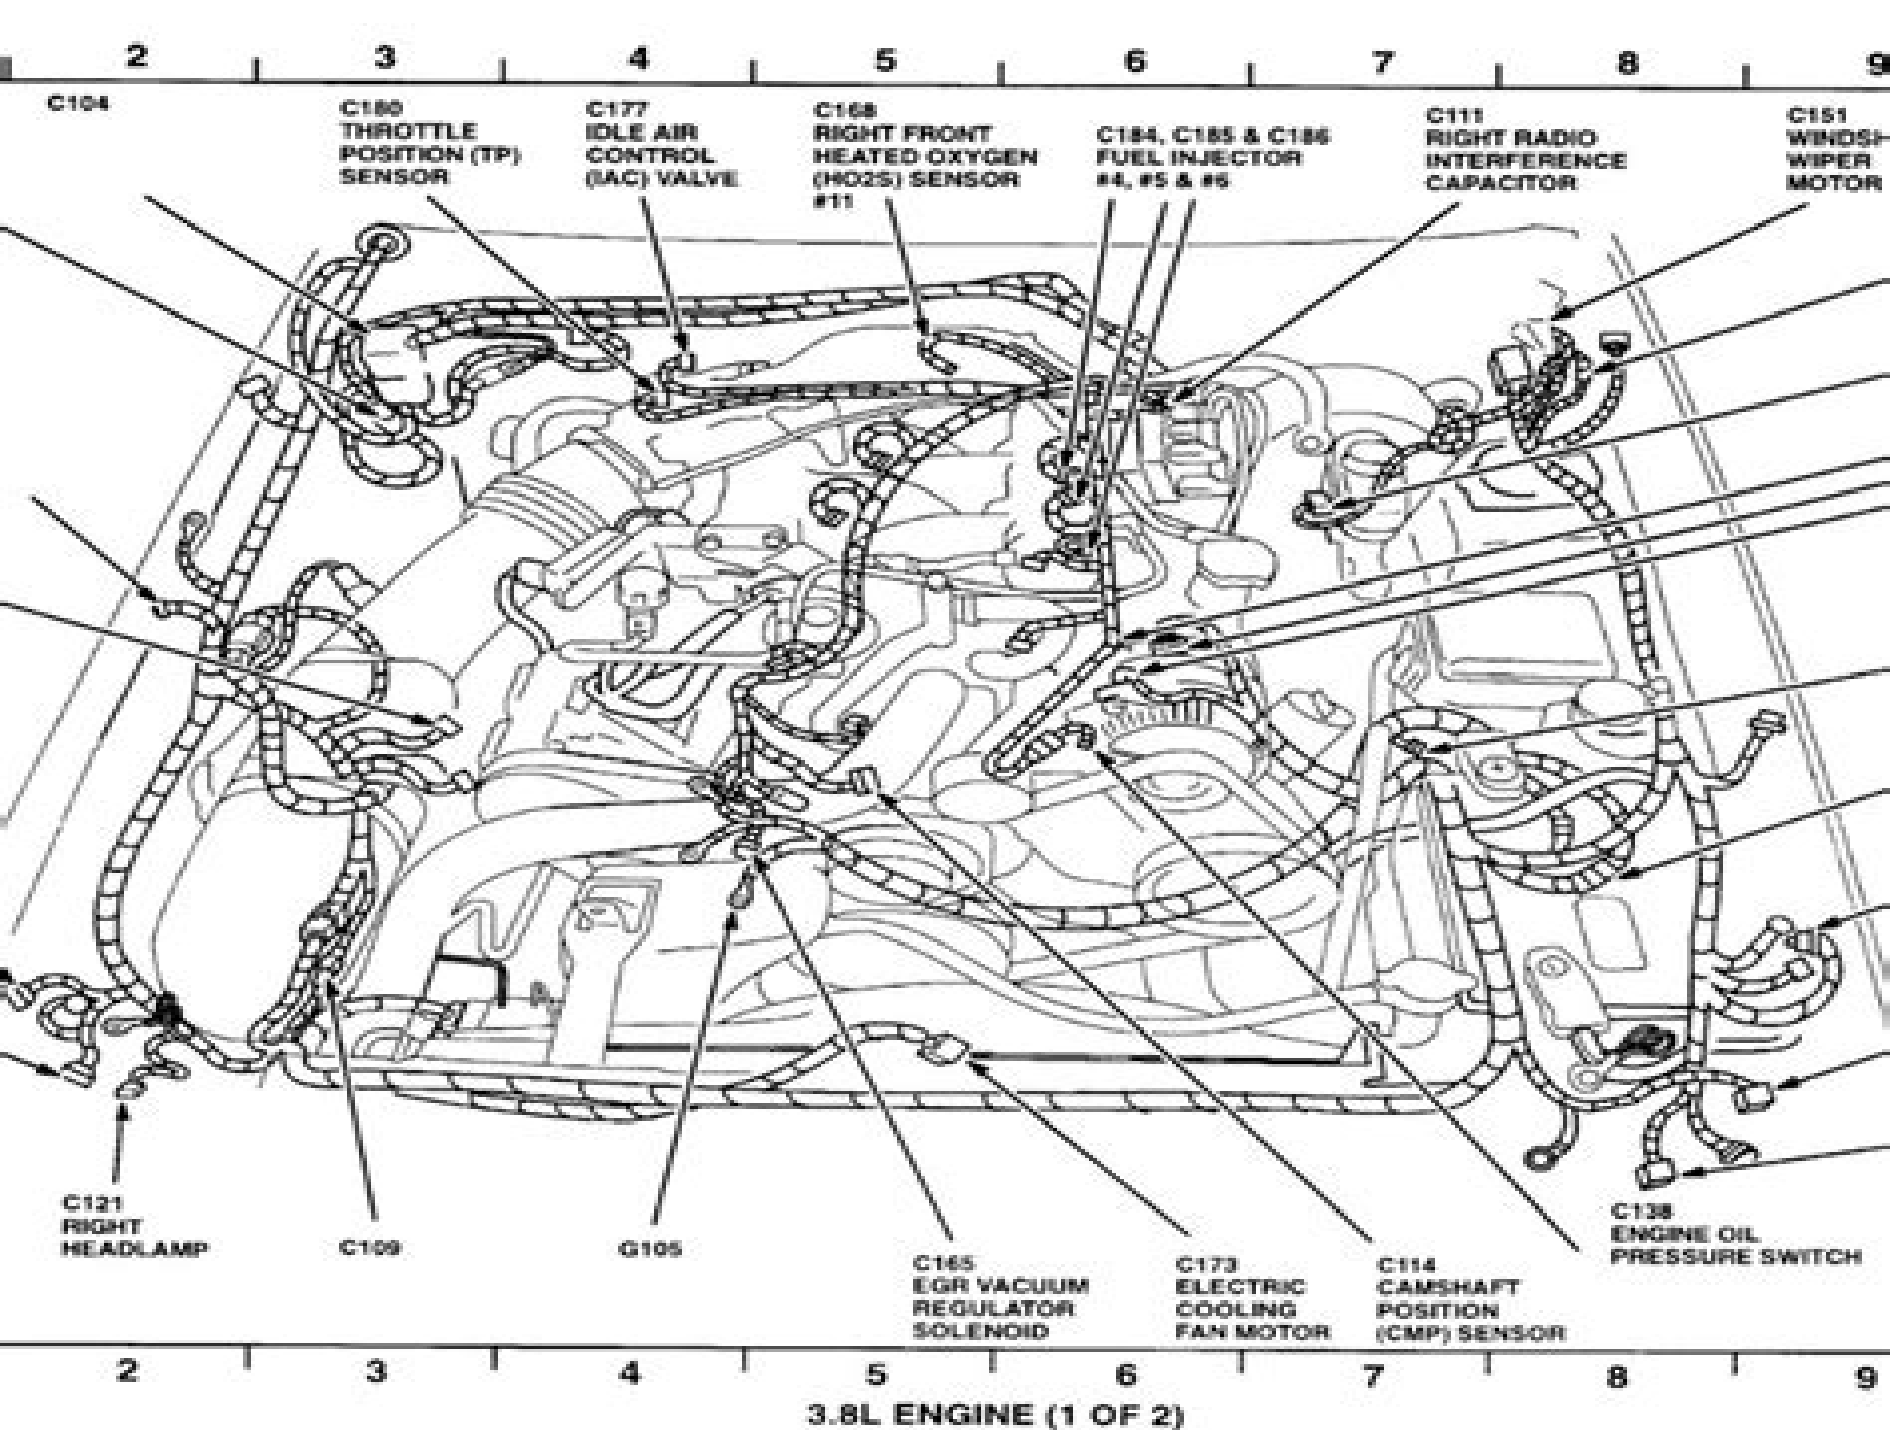 2 3 4 5 6 7 8 9
C104
C180
THROTTLE
POSITION (TP)
SENSOR
C177
IDLE AIR
CONTROL
(IAC) VALVE
C168
RIGHT FRONT
HEATED OXYGEN
(HO2S) SENSOR
#11
C184, C185 & C186
FUEL INJECTOR
#4, #5 & #6
C111
RIGHT RADIO
INTERFERENCE
CAPACITOR
C151
WIPER
MOTOR
C121
RIGHT
HEADLAMP
C109
G105
C165
EGR VACUUM
REGULATOR
SOLENOID
C173
ELECTRIC
COOLING
FAN MOTOR
C114
CAMSHAFT
POSITION
(CMP) SENSOR
C138
ENGINE OIL
PRESSURE SWITCH
2 3 4 5 6 7 8 9
3.8L ENGINE (1 OF 2)